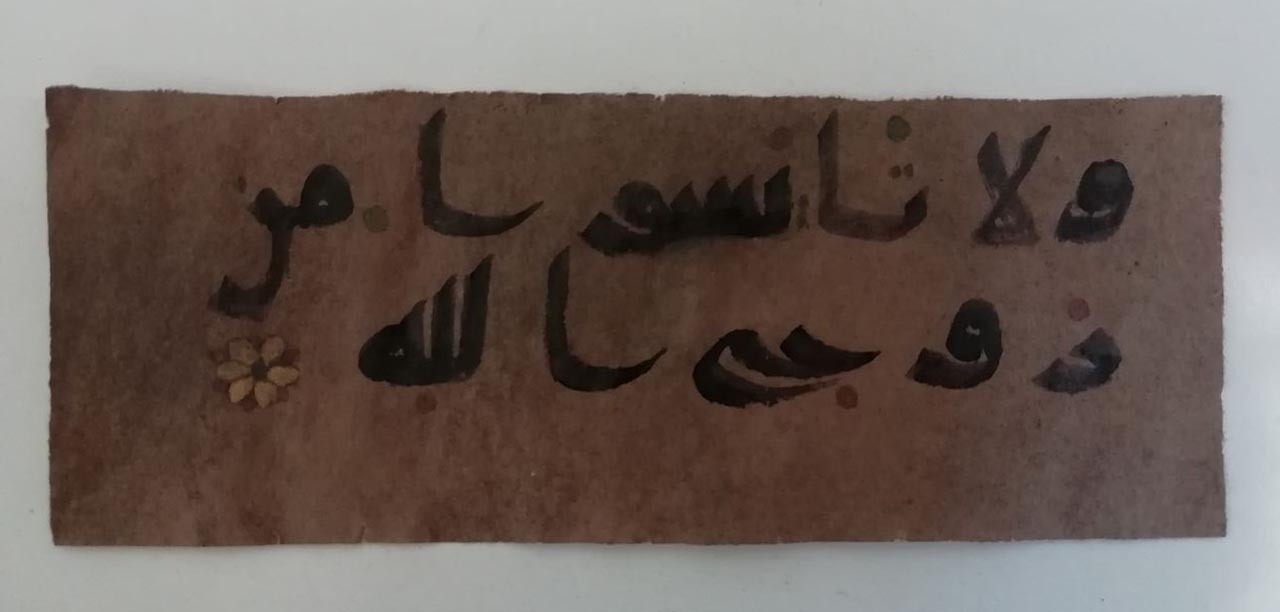 ولا تايسوا من
روح الله